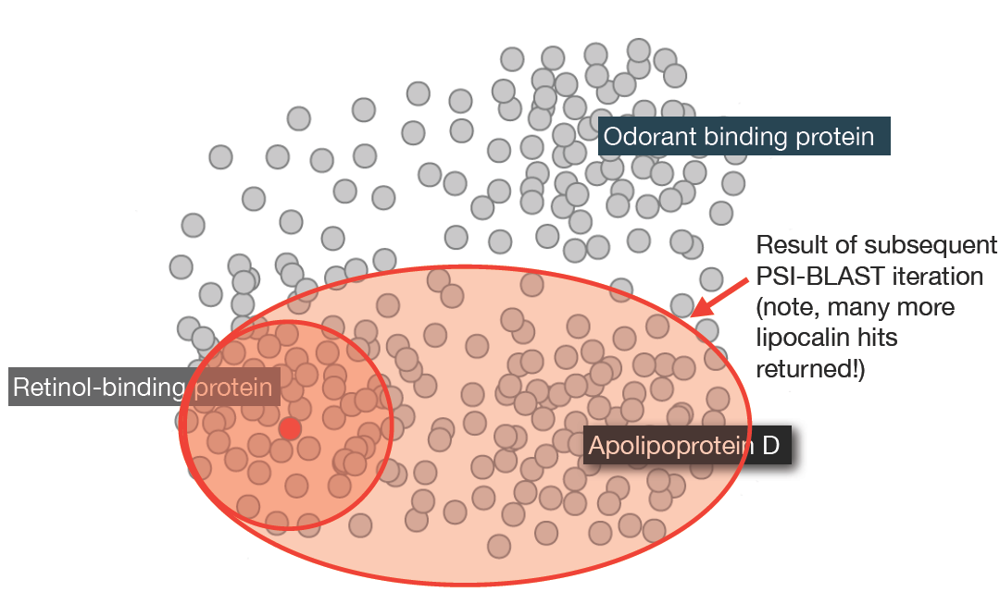 Odorant binding protein
Result of subsequent
PSI-BLAST iteration
(note, many more
lipocalin hits
returned!)
Retinol-binding protein
Apolipoprotein D